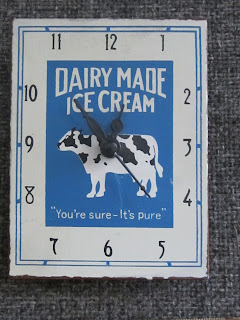 11 12 1
DAIRY MADE
ICE CREAM
10 2
9 3
8 4
"You're sure - It's pure"
7 6 5